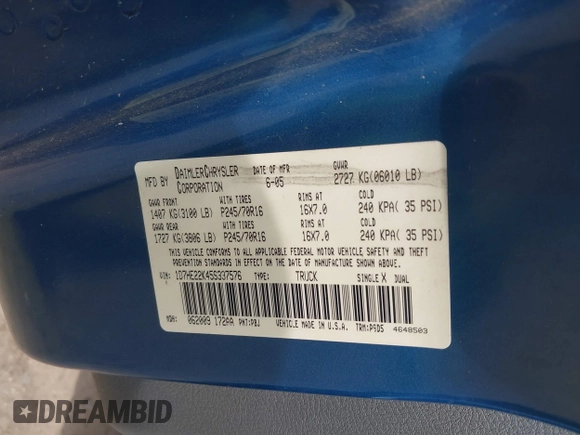 MFD BY DAIMLERCHRYSLER CORPORATION DATE OF MFR 6-05 GVWR 2727 KG(06010 LB)
GAWR FRONT WITH TIRES RIMS AT COLD
1407 KG(3100 LB) P245/70R16 16X7.0 240 KPA( 35 PSI)
GAWR REAR WITH TIRES RIMS AT COLD
1727 KG(3806 LB) P245/70R16 16X7.0 240 KPA( 35 PSI)
THIS VEHICLE CONFORMS TO ALL APPLICABLE FEDERAL MOTOR VEHICLE SAFETY AND THEFT
PREVENTION STANDARDS IN EFFECT ON THE DATE OF MANUFACTURE SHOWN ABOVE.
VIN: 1D7HE22K45S337576 TYPE: TRUCK SINGLE X DUAL
MDH: 062009 172AA PNT:PBJ VEHICLE MADE IN U.S.A. TRM:P5D5 4648503
DREAMBID